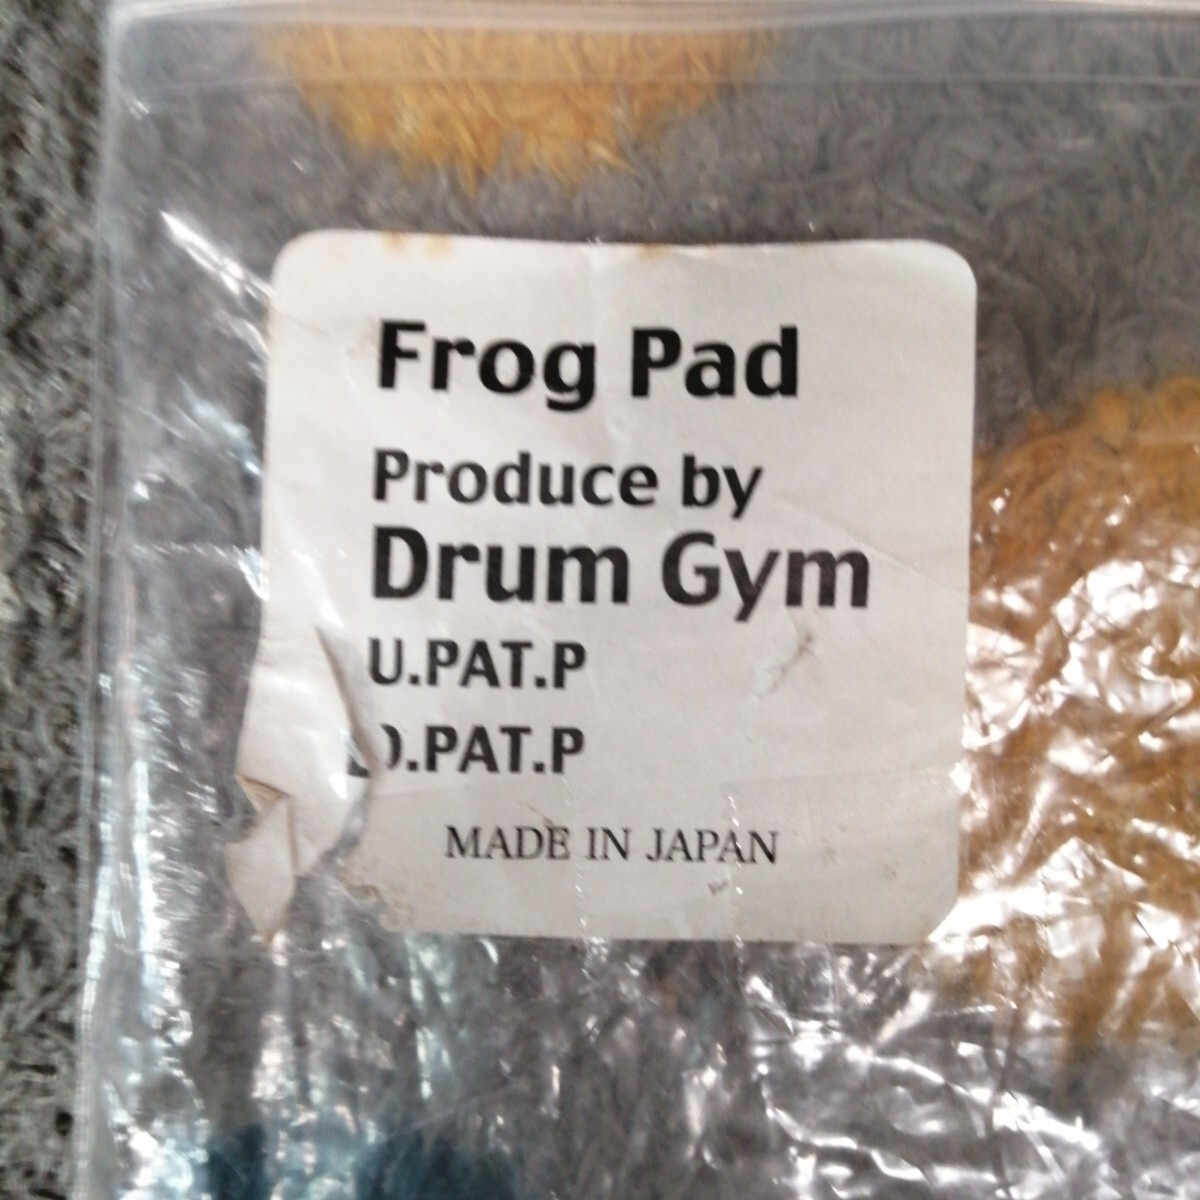 Frog Pad
Produce by
Drum Gym
U.PAT.P
D.PAT.P
MADE IN JAPAN